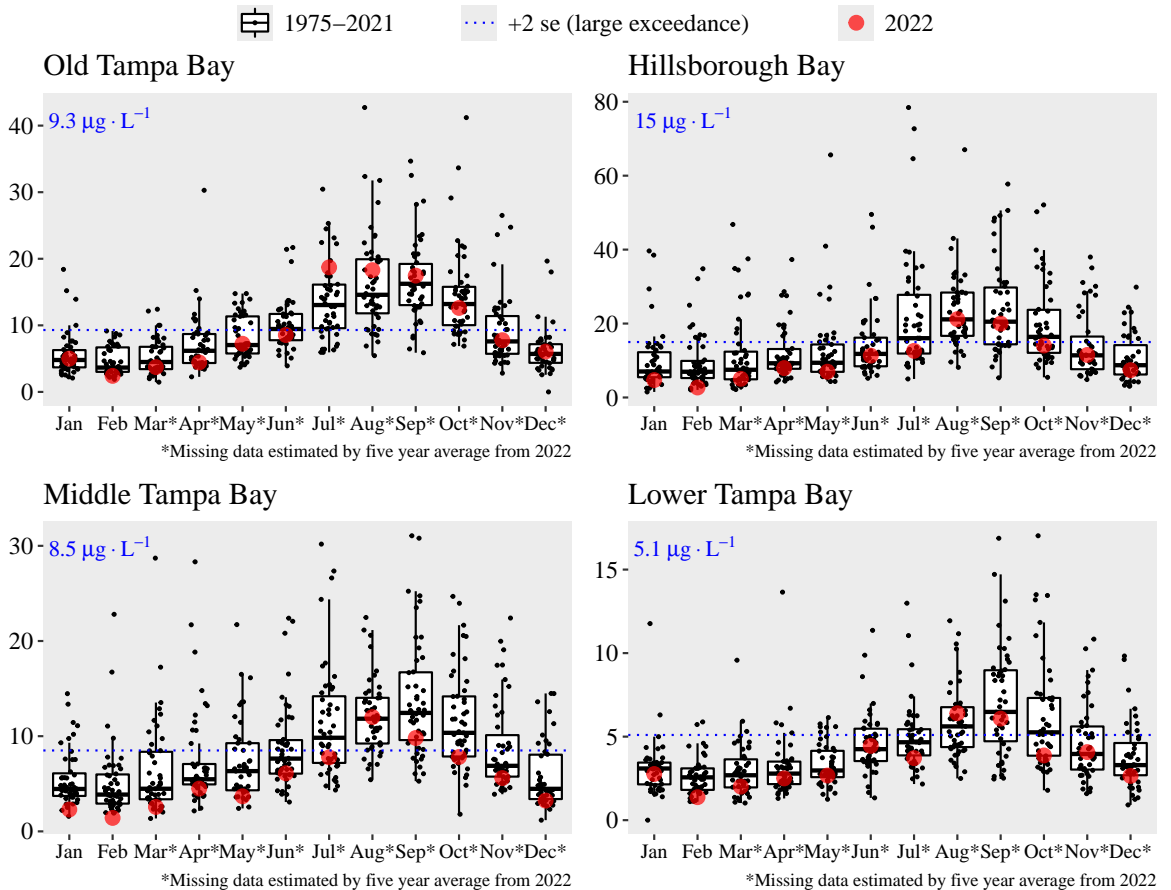 1975–2021 +2 se (large exceedance) 2022
Old Tampa Bay
9.3 μg · L⁻¹
40
30
20
10
0
Jan Feb Mar* Apr* May* Jun* Jul* Aug* Sep* Oct* Nov* Dec*
*Missing data estimated by five year average from 2022
Hillsborough Bay
15 μg · L⁻¹
80
60
40
20
0
Jan Feb Mar* Apr* May* Jun* Jul* Aug* Sep* Oct* Nov* Dec*
*Missing data estimated by five year average from 2022
Middle Tampa Bay
8.5 μg · L⁻¹
30
20
10
0
Jan Feb Mar* Apr* May* Jun* Jul* Aug* Sep* Oct* Nov* Dec*
*Missing data estimated by five year average from 2022
Lower Tampa Bay
5.1 μg · L⁻¹
15
10
5
0
Jan Feb Mar* Apr* May* Jun* Jul* Aug* Sep* Oct* Nov* Dec*
*Missing data estimated by five year average from 2022